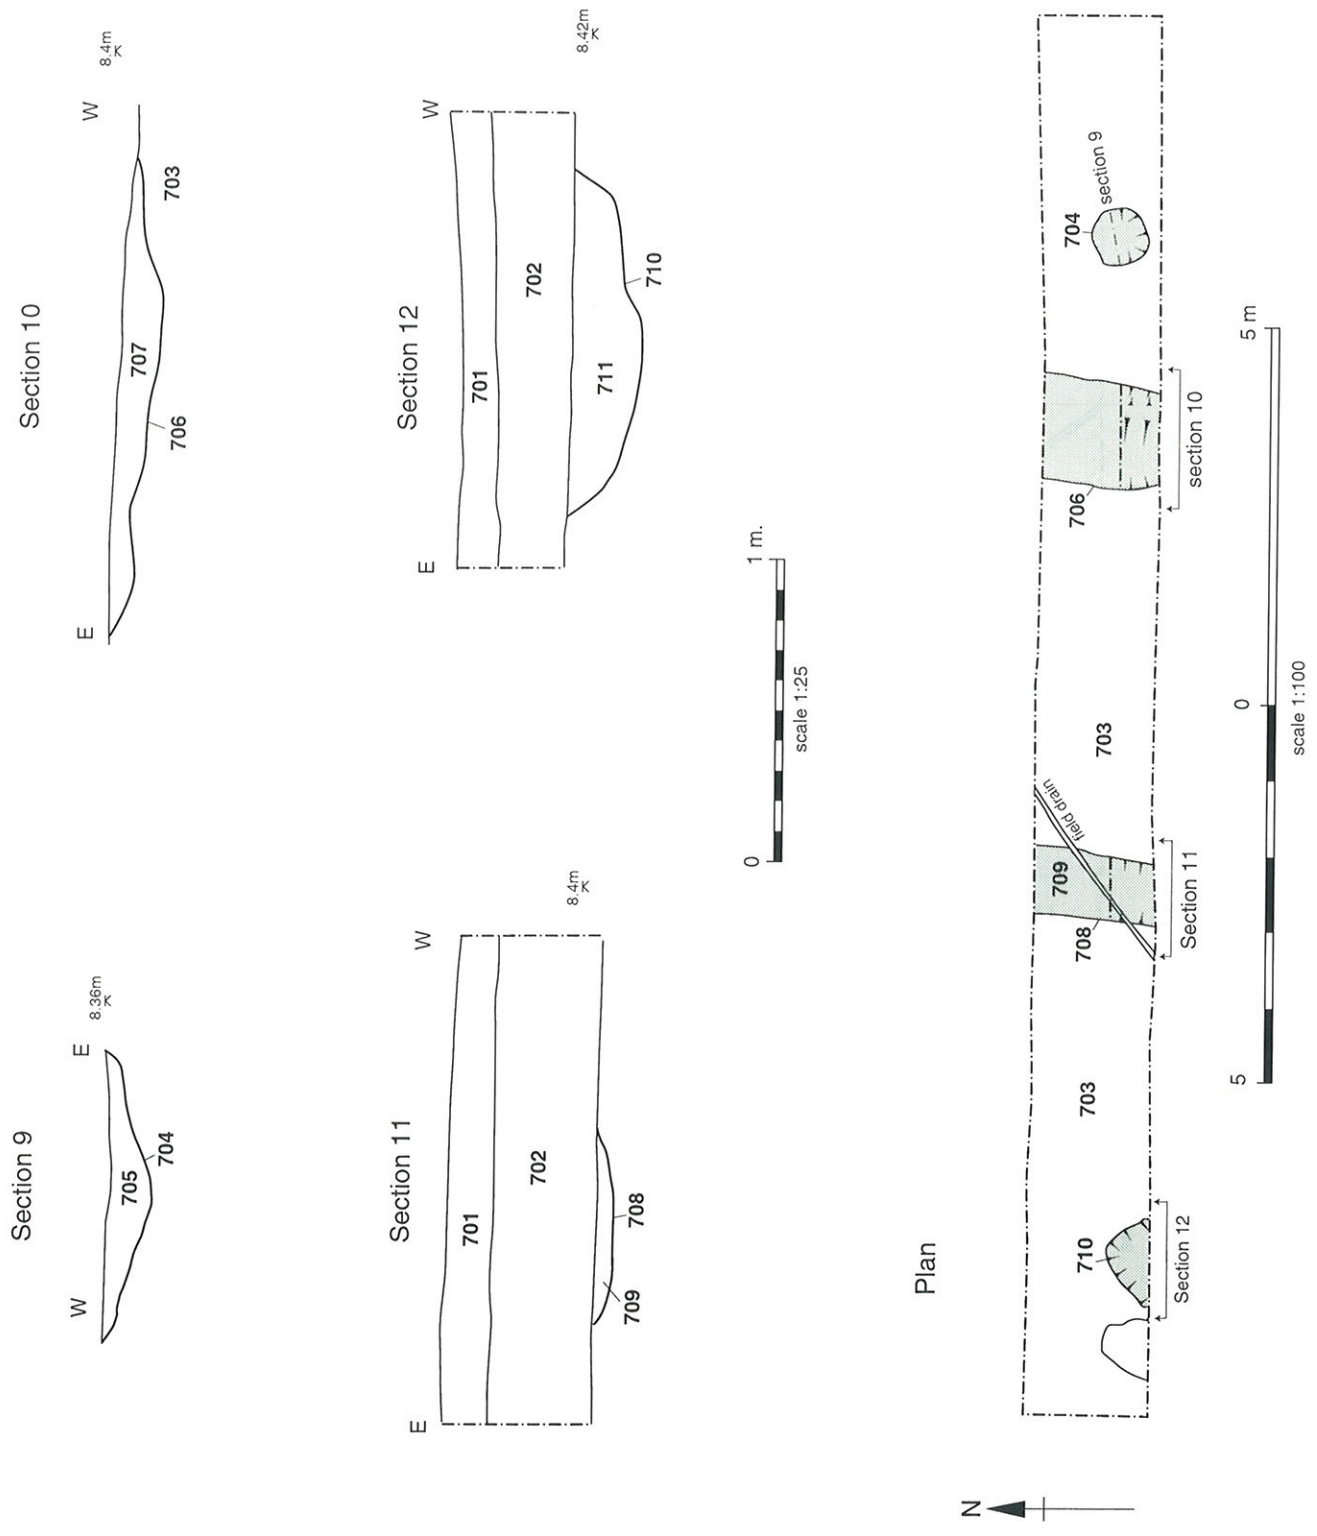 Section 9
W
E
8.36m
705
704
Section 10
E
W
8.4m
707
706
703
Section 11
E
W
8.4m
701
702
709
708
Section 12
E
W
8.42m
701
702
711
710
0
1 m.
scale 1:25
Plan
N
710
Section 12
703
708
709
field drain
Section 11
703
706
section 10
704
section 9
5
0
5 m
scale 1:100